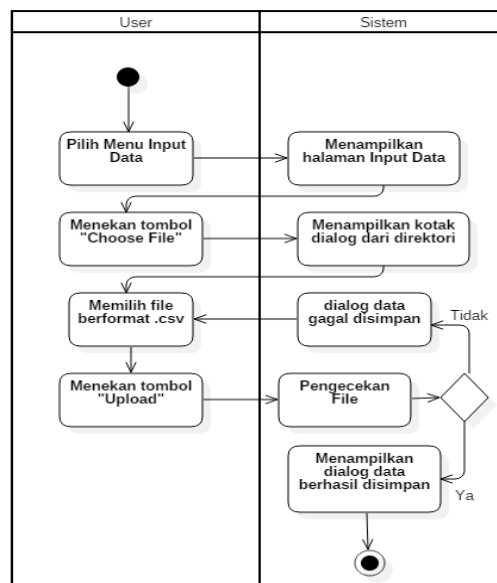 User
Sistem
Pilih Menu Input
Data
Menampilkan
halaman Input Data
Menekan tombol
"Choose File"
Menampilkan kotak
dialog dari direktori
Memilih file
berformat .csv
dialog data
gagal disimpan
Tidak
Menekan tombol
"Upload"
Pengecekan
File
Menampilkan
dialog data
berhasil disimpan
Ya